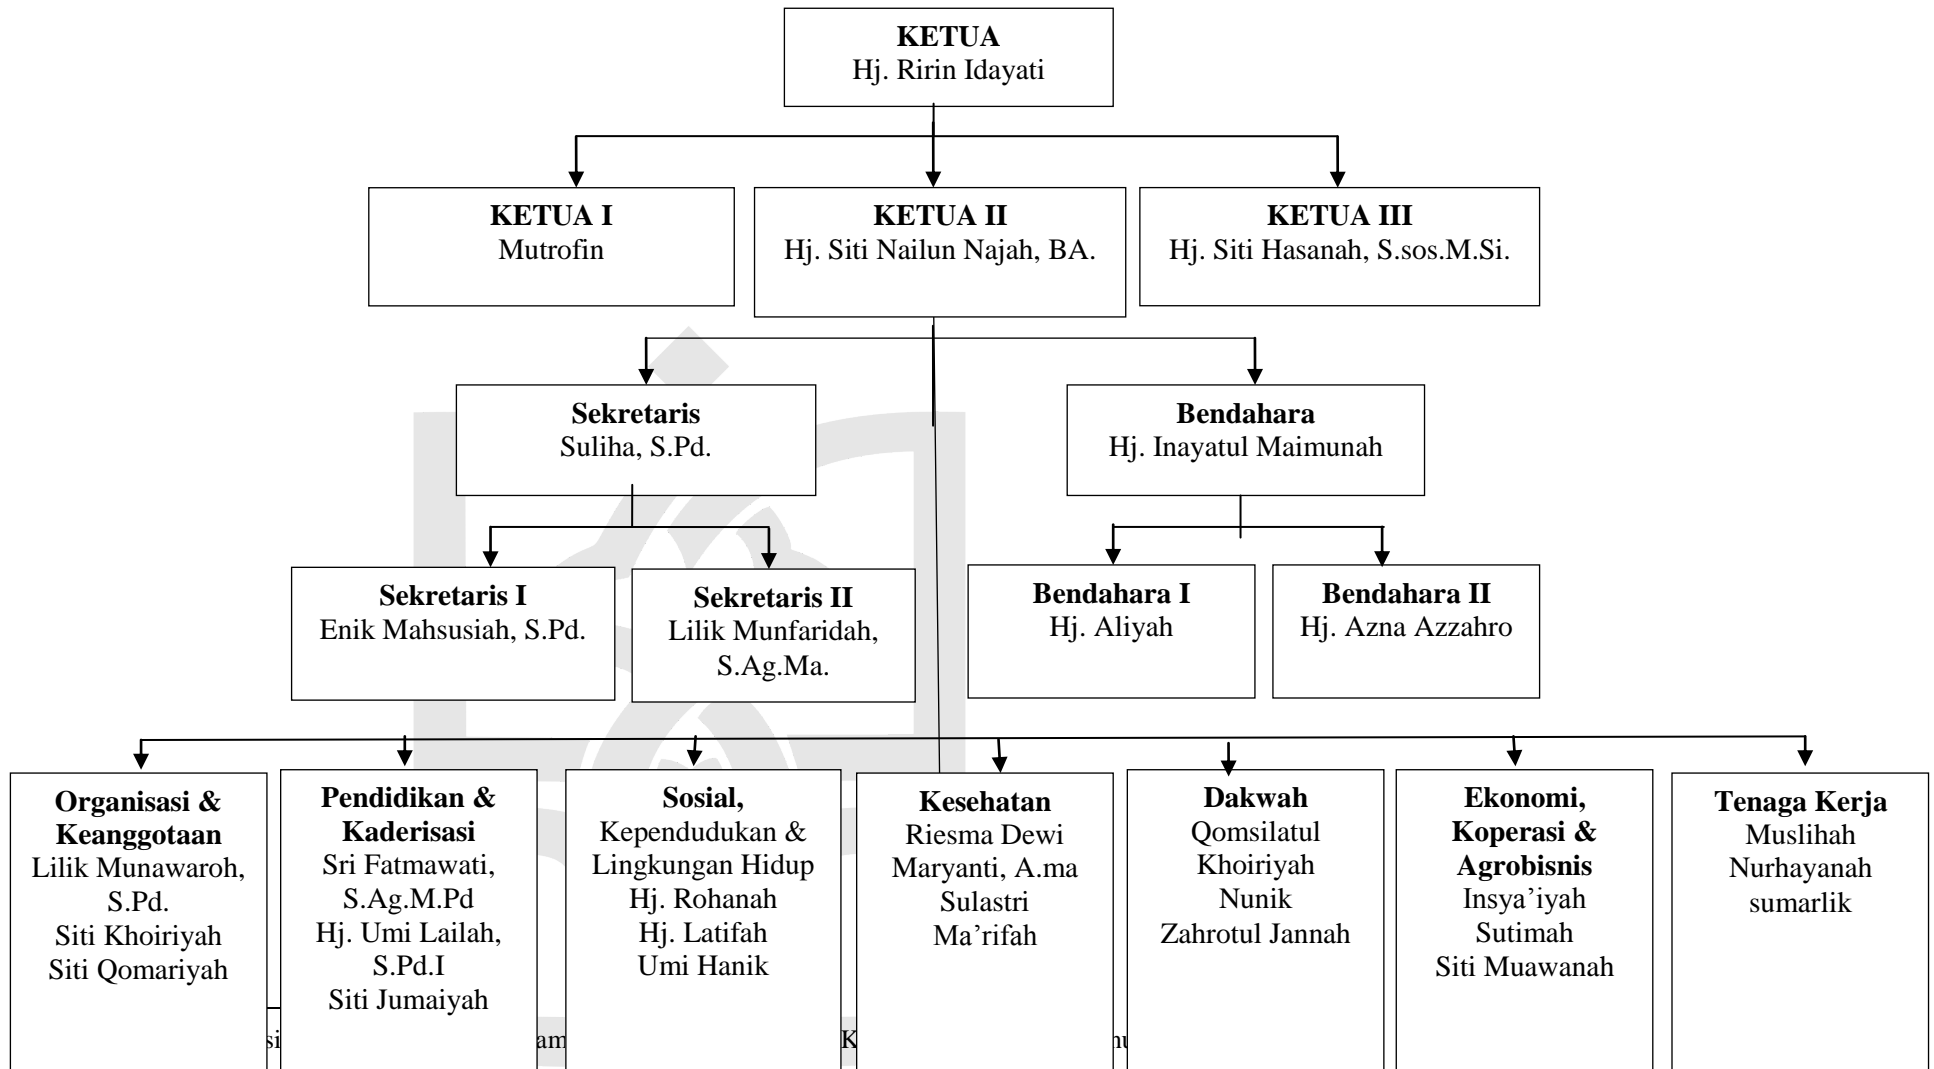 KETUA
Hj. Ririn Idayati
KETUA I
Mutrofin
KETUA II
Hj. Siti Nailun Najah, BA.
KETUA III
Hj. Siti Hasanah, S.sos.M.Si.
Sekretaris
Suliha, S.Pd.
Bendahara
Hj. Inayatul Maimunah
Sekretaris I
Enik Mahsusiah, S.Pd.
Sekretaris II
Lilik Munfaridah,
S.Ag.Ma.
Bendahara I
Hj. Aliyah
Bendahara II
Hj. Azna Azzahro
Organisasi &
Keanggotaan
Lilik Munawaroh,
S.Pd.
Siti Khoiriyah
Siti Qomariyah
Pendidikan &
Kaderisasi
Sri Fatmawati,
S.Ag.M.Pd
Hj. Umi Lailah,
S.Pd.I
Siti Jumaiyah
Sosial,
Kependudukan &
Lingkungan Hidup
Hj. Rohanah
Hj. Latifah
Umi Hanik
Kesehatan
Riesma Dewi
Maryanti, A.ma
Sulastri
Ma’rifah
Dakwah
Qomsilatul
Khoiriyah
Nunik
Zahrotul Jannah
Ekonomi,
Koperasi &
Agrobisnis
Insya’iyah
Sutimah
Siti Muawanah
Tenaga Kerja
Muslihah
Nurhayanah
sumarlik